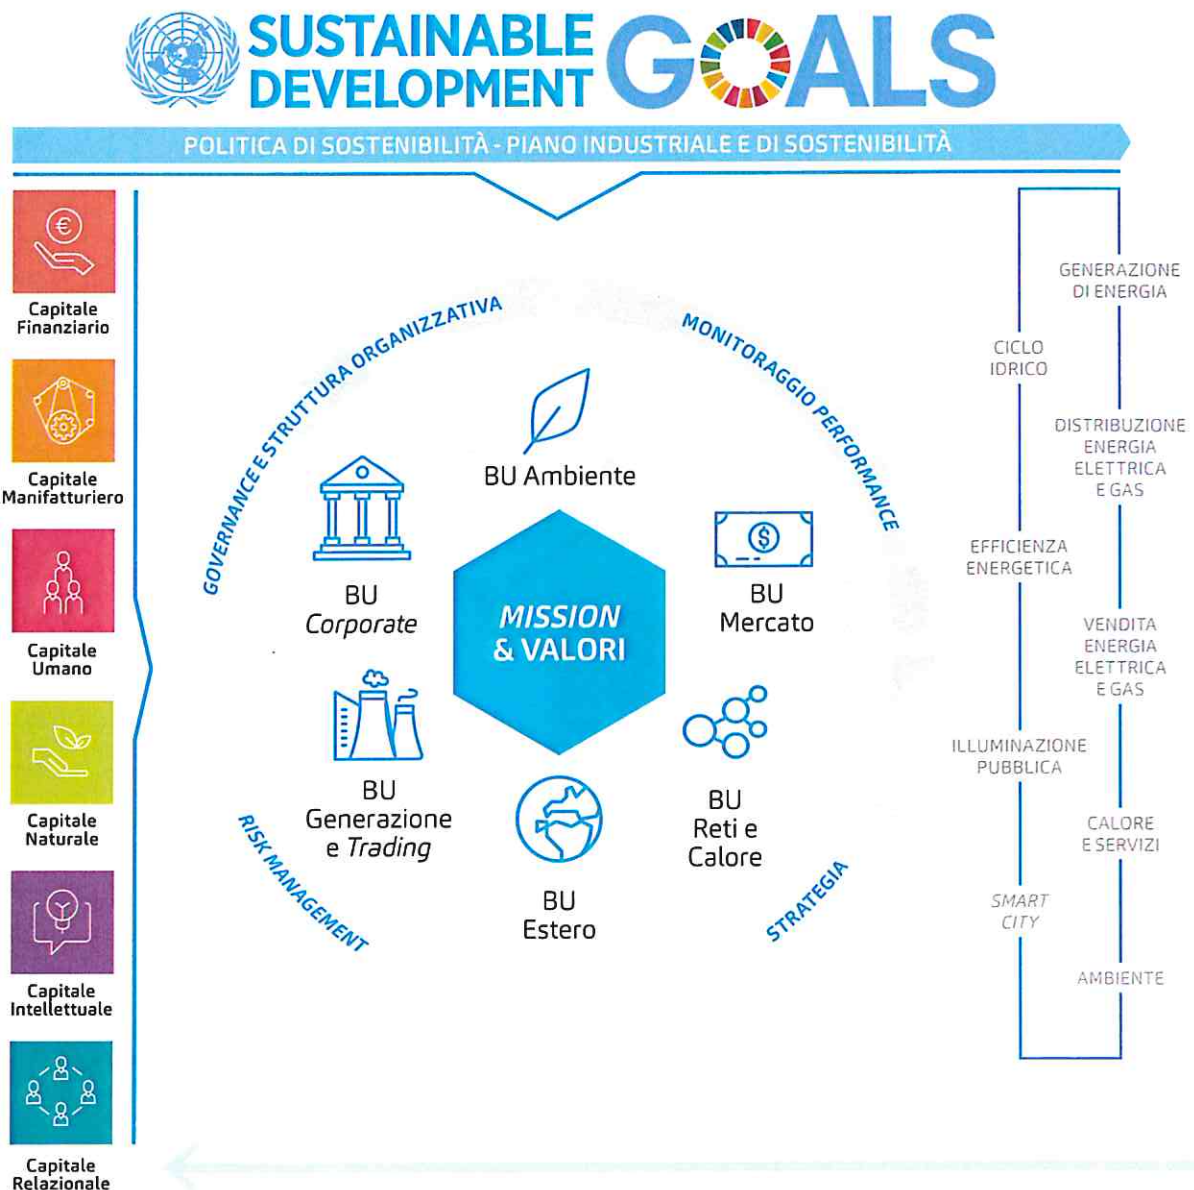 SUSTAINABLE
DEVELOPMENT
GOALS
POLITICA DI SOSTENIBILITÀ - PIANO INDUSTRIALE E DI SOSTENIBILITÀ
Capitale
Finanziario
Capitale
Manifatturiero
Capitale
Umano
Capitale
Naturale
Capitale
Intellettuale
Capitale
Relazionale
GOVERNANCE E STRUTTURA ORGANIZZATIVA
MONITORAGGIO PERFORMANCE
RISK MANAGEMENT
STRATEGIA
BU Ambiente
BU
Corporate
BU
Mercato
MISSION
& VALORI
BU
Generazione
e Trading
BU
Reti e
Calore
BU
Estero
GENERAZIONE
DI ENERGIA
CICLO
IDRICO
DISTRIBUZIONE
ENERGIA
ELETTRICA
E GAS
EFFICIENZA
ENERGETICA
VENDITA
ENERGIA
ELETTRICA
E GAS
ILLUMINAZIONE
PUBBLICA
CALORE
E SERVIZI
SMART
CITY
AMBIENTE